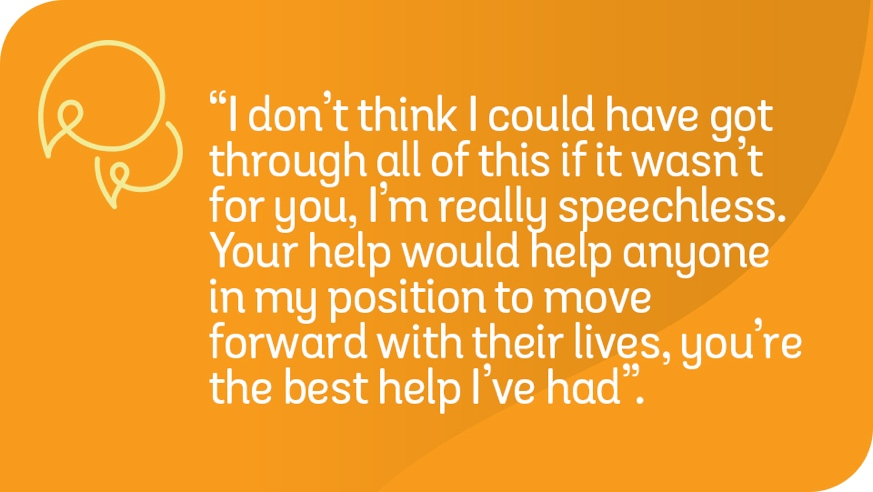 “I don’t think I could have got
through all of this if it wasn’t
for you, I’m really speechless.
Your help would help anyone
in my position to move
forward with their lives, you’re
the best help I’ve had”.